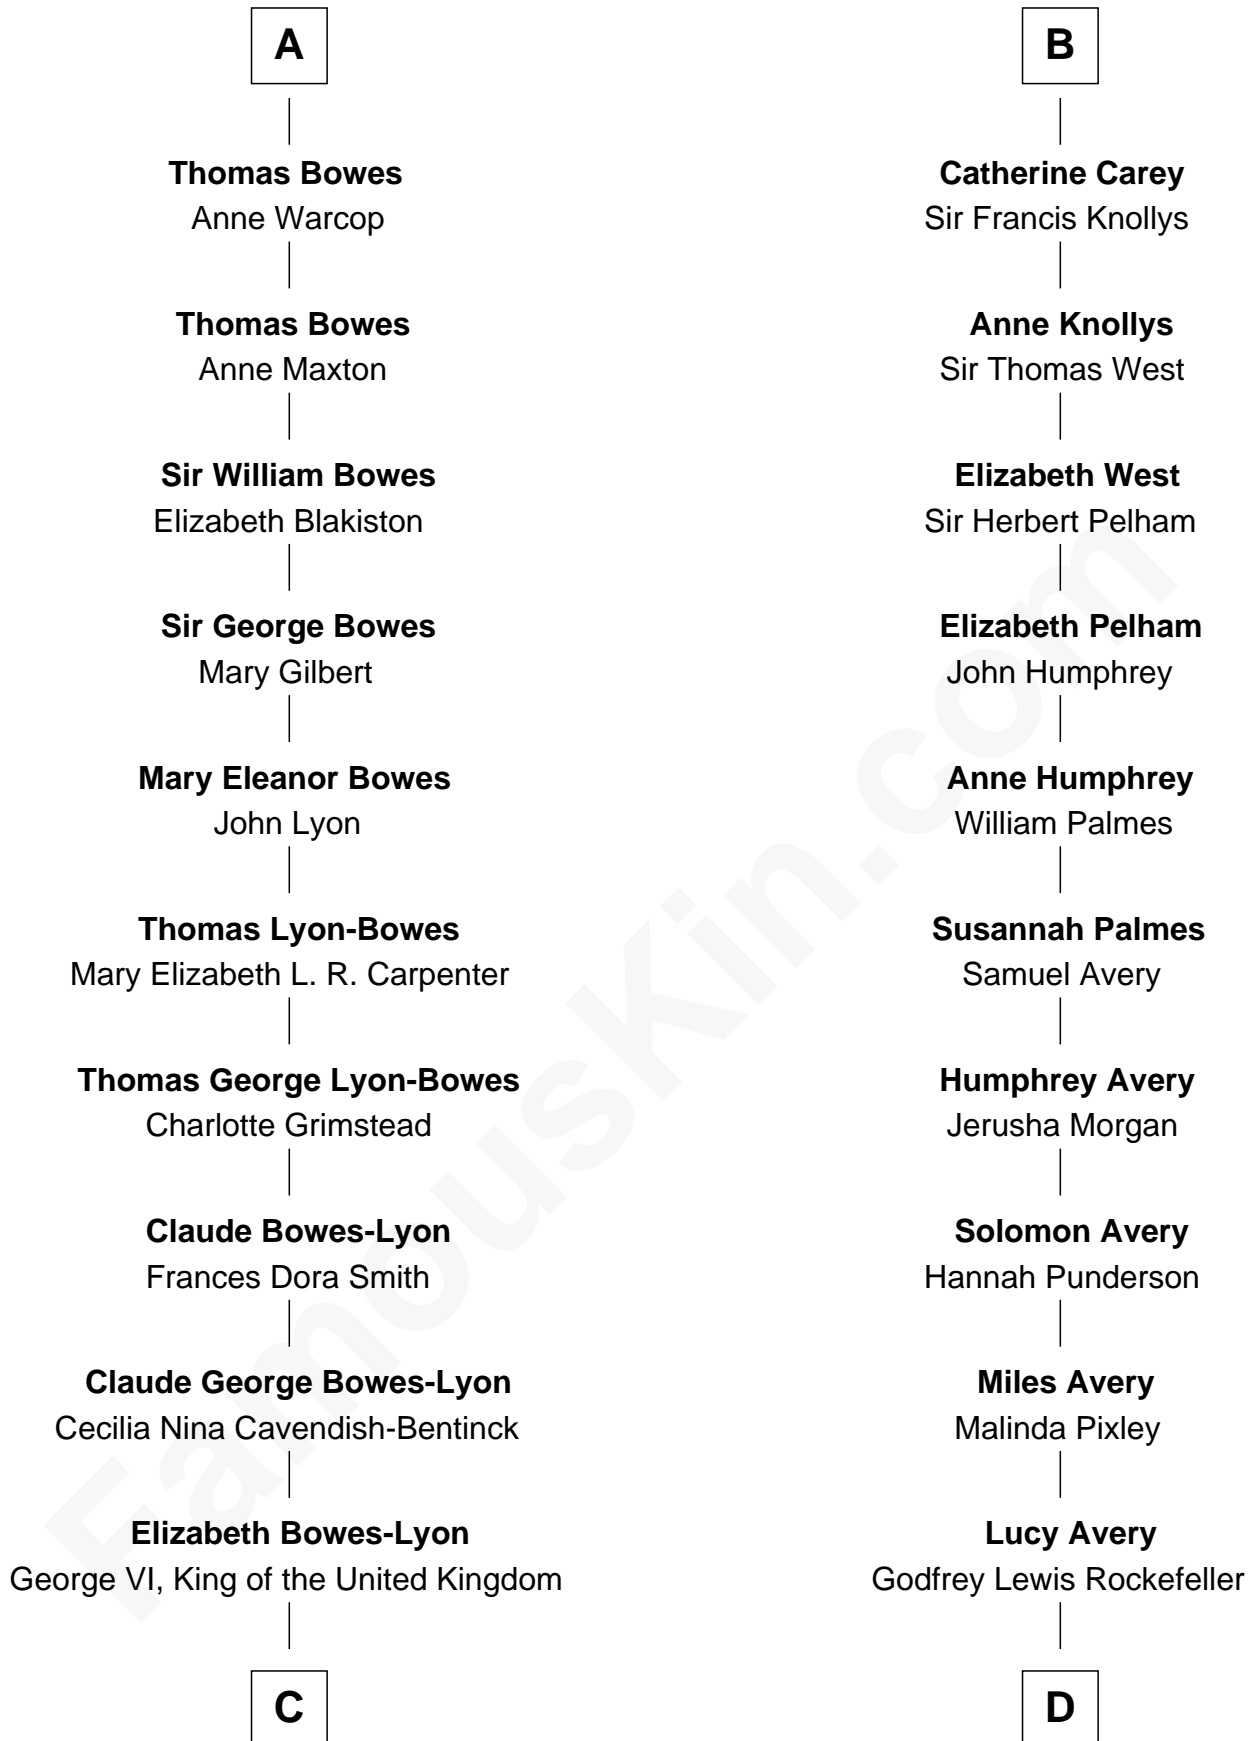 A
Thomas Bowes
Anne Warcop
Thomas Bowes
Anne Maxton
Sir William Bowes
Elizabeth Blakiston
Sir George Bowes
Mary Gilbert
Mary Eleanor Bowes
John Lyon
Thomas Lyon-Bowes
Mary Elizabeth L. R. Carpenter
Thomas George Lyon-Bowes
Charlotte Grimstead
Claude Bowes-Lyon
Frances Dora Smith
Claude George Bowes-Lyon
Cecilia Nina Cavendish-Bentinck
Elizabeth Bowes-Lyon
George VI, King of the United Kingdom
C
B
Catherine Carey
Sir Francis Knollys
Anne Knollys
Sir Thomas West
Elizabeth West
Sir Herbert Pelham
Elizabeth Pelham
John Humphrey
Anne Humphrey
William Palmes
Susannah Palmes
Samuel Avery
Humphrey Avery
Jerusha Morgan
Solomon Avery
Hannah Punderson
Miles Avery
Malinda Pixley
Lucy Avery
Godfrey Lewis Rockefeller
D
FamousKin.com